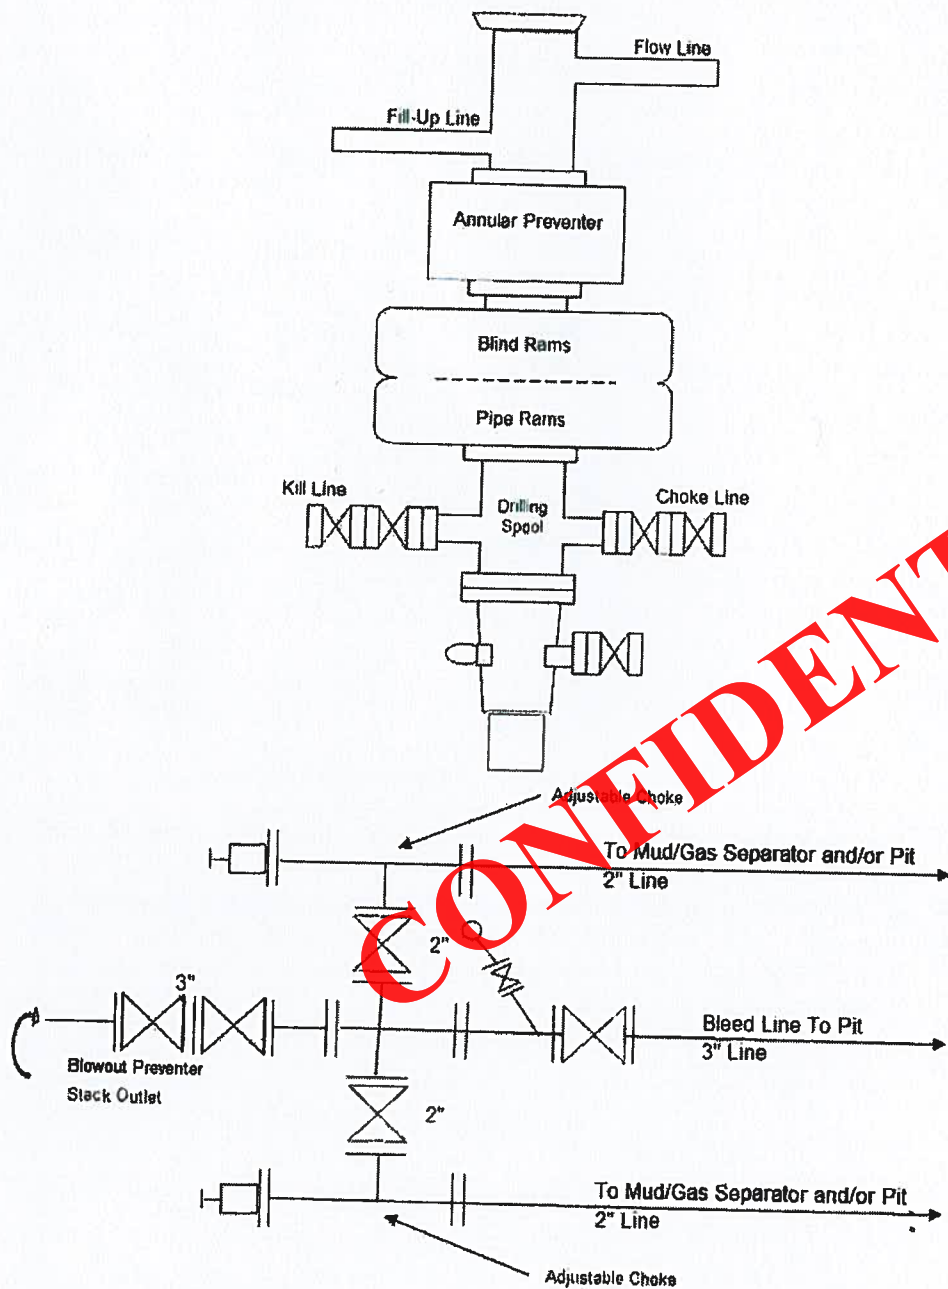 Flow Line
Fill-Up Line
Annular Preventer
Blind Rams
Pipe Rams
Kill Line
Drilling
Spool
Choke Line
CONFIDENT
Adjustable Choke
To Mud/Gas Separator and/or Pit
2" Line
2"
3"
Bleed Line To Pit
3" Line
Blowout Preventer
Stack Outlet
2"
To Mud/Gas Separator and/or Pit
2" Line
Adjustable Choke